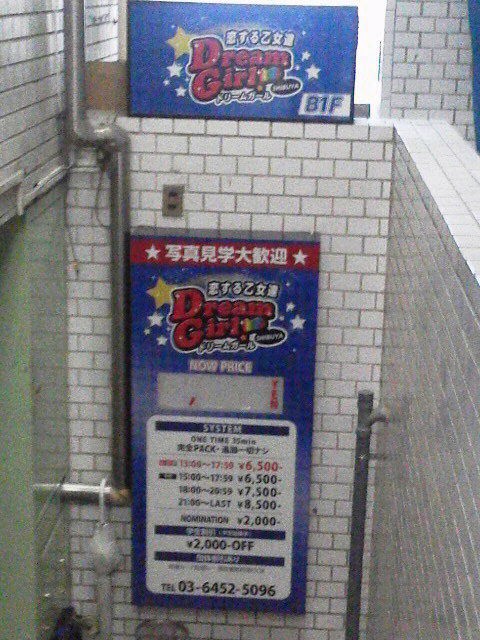 恋する乙女達
Dream
Girl!!
SHIBUYA
ドリームガール
B1F
★ 写真見学大歓迎 ★
恋する乙女達
Dream
Girl!!
SHIBUYA
ドリームガール
NOW PRICE
YEN
SYSTEM
ONE TIME 35min
完全PACK・追加一切ナシ
13:00〜17:59 ¥6,500-
15:00〜17:59 ¥6,500-
18:00〜20:59 ¥7,500-
21:00〜LAST ¥8,500-
NOMINATION ¥2,000-
¥2,000-OFF
TEL 03-6452-5096